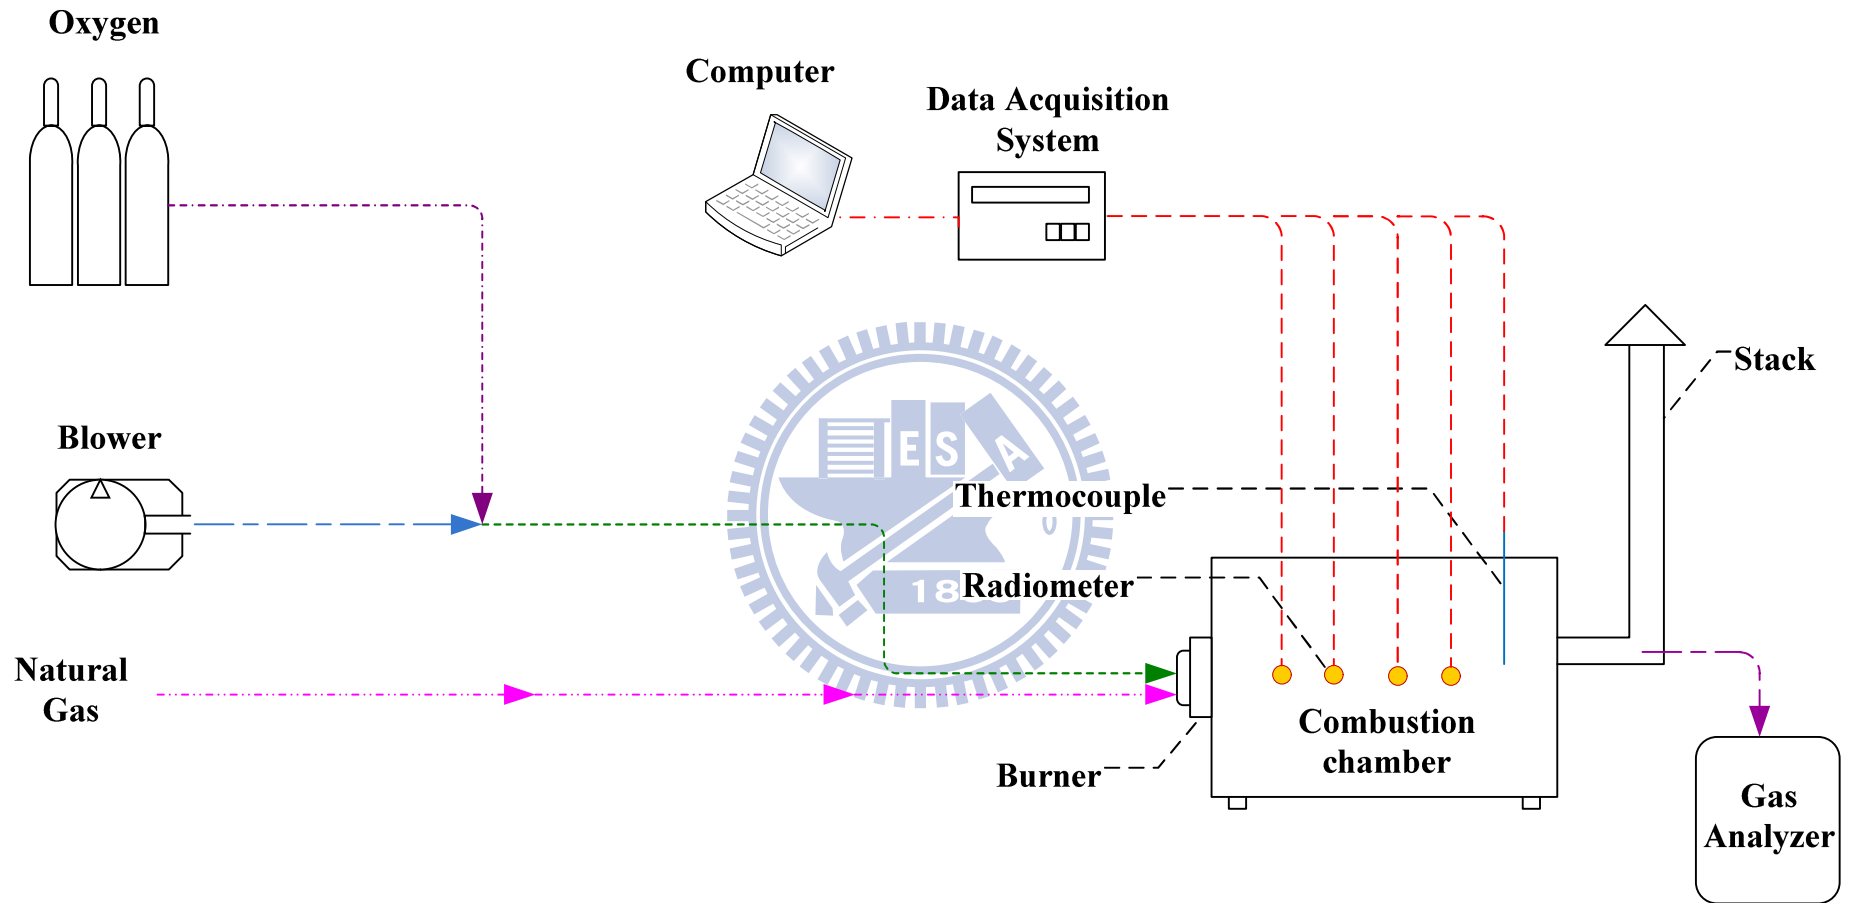 Oxygen
Computer
Data Acquisition
System
Stack
Blower
E S A
Thermocouple
Radiometer
Natural
Gas
Combustion
chamber
Burner
Gas
Analyzer